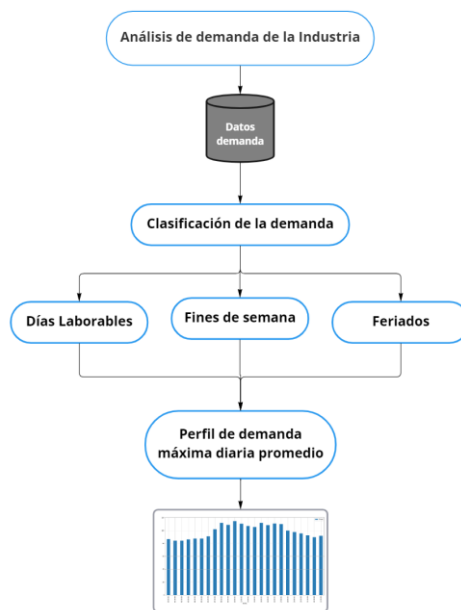 Análisis de demanda de la Industria
Datos
demanda
Clasificación de la demanda
Días Laborables
Fines de semana
Feriados
Perfil de demanda
máxima diaria promedio